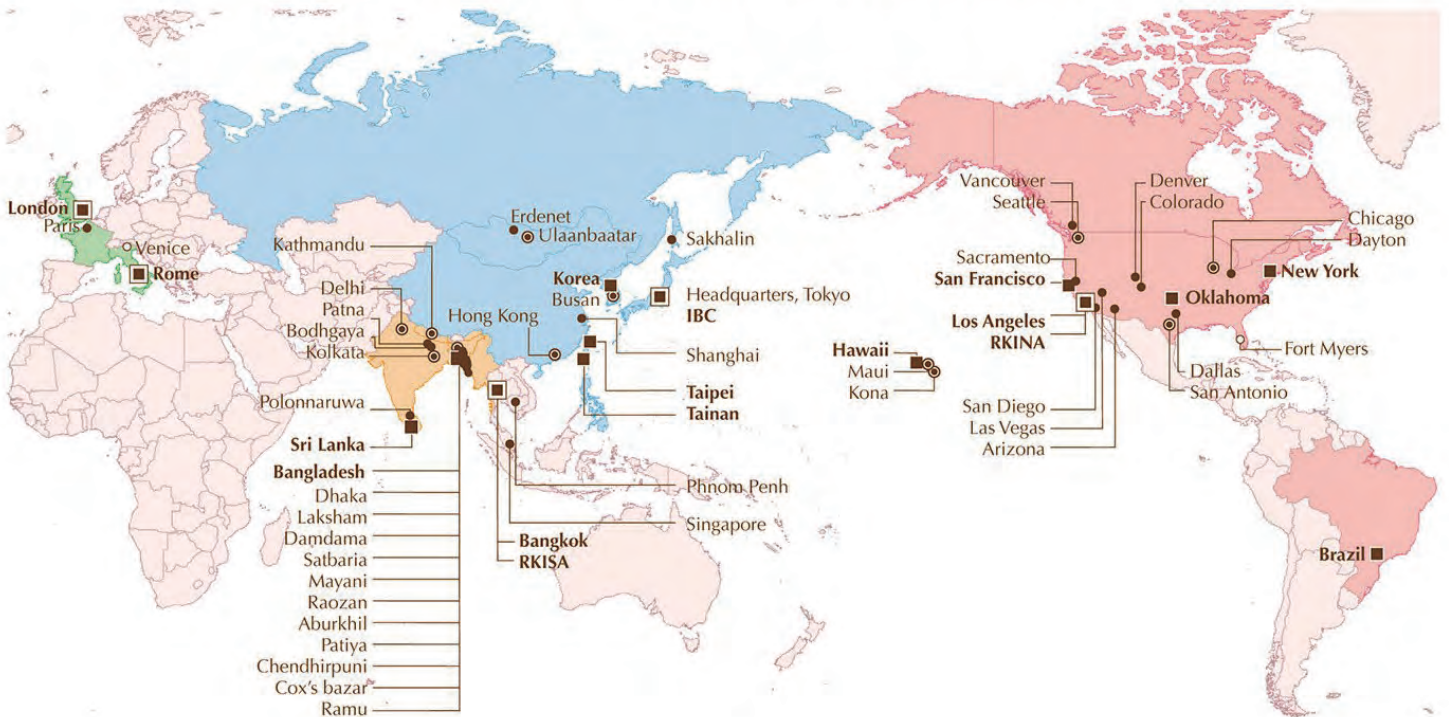 London
Paris
Venice
Rome
Kathmandu
Delhi
Patna
Bodhgaya
Kolkata
Polonnaruwa
Sri Lanka
Bangladesh
Dhaka
Laksham
Damdama
Satbaria
Mayani
Raozan
Aburkhil
Patiya
Chendhirpuni
Cox's bazar
Ramu
Erdenet
Ulaanbaatar
Sakhalin
Korea
Busan
Headquarters, Tokyo
IBC
Hong Kong
Shanghai
Taipei
Tainan
Phnom Penh
Singapore
Bangkok
RKISA
Vancouver
Seattle
Denver
Colorado
Chicago
Dayton
Sacramento
San Francisco
New York
Oklahoma
Los Angeles
RKINA
Hawaii
Maui
Kona
Fort Myers
Dallas
San Antonio
San Diego
Las Vegas
Arizona
Brazil